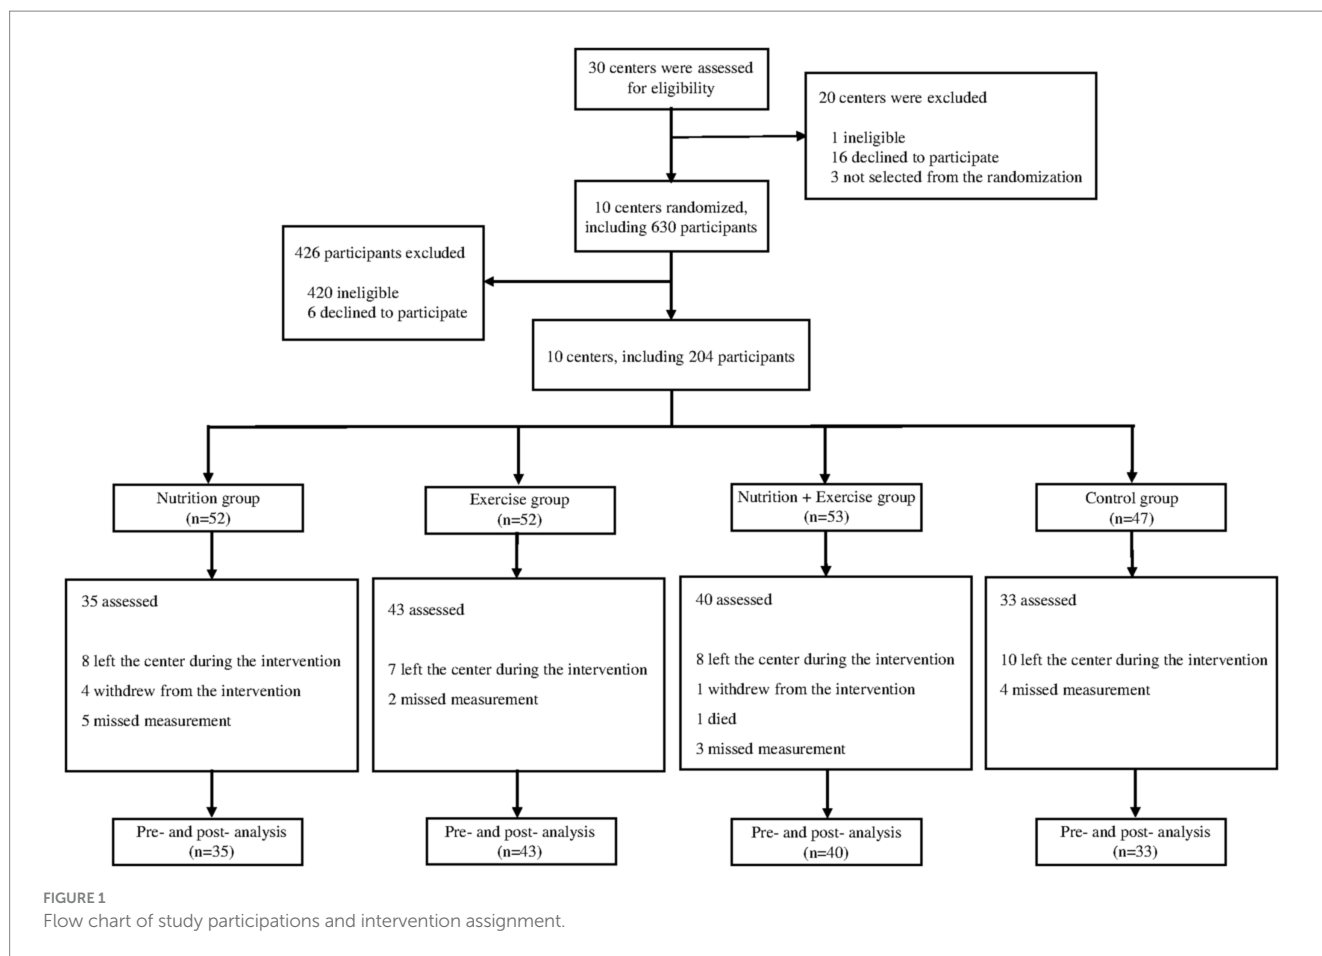 30 centers were assessed
for eligibility
20 centers were excluded
1 ineligible
16 declined to participate
3 not selected from the randomization
10 centers randomized,
including 630 participants
426 participants excluded
420 ineligible
6 declined to participate
10 centers, including 204 participants
Nutrition group
(n=52)
Exercise group
(n=52)
Nutrition + Exercise group
(n=53)
Control group
(n=47)
35 assessed
8 left the center during the intervention
4 withdrew from the intervention
5 missed measurement
43 assessed
7 left the center during the intervention
2 missed measurement
40 assessed
8 left the center during the intervention
1 withdrew from the intervention
1 died
3 missed measurement
33 assessed
10 left the center during the intervention
4 missed measurement
Pre- and post- analysis
(n=35)
Pre- and post- analysis
(n=43)
Pre- and post- analysis
(n=40)
Pre- and post- analysis
(n=33)
FIGURE 1
Flow chart of study participations and intervention assignment.